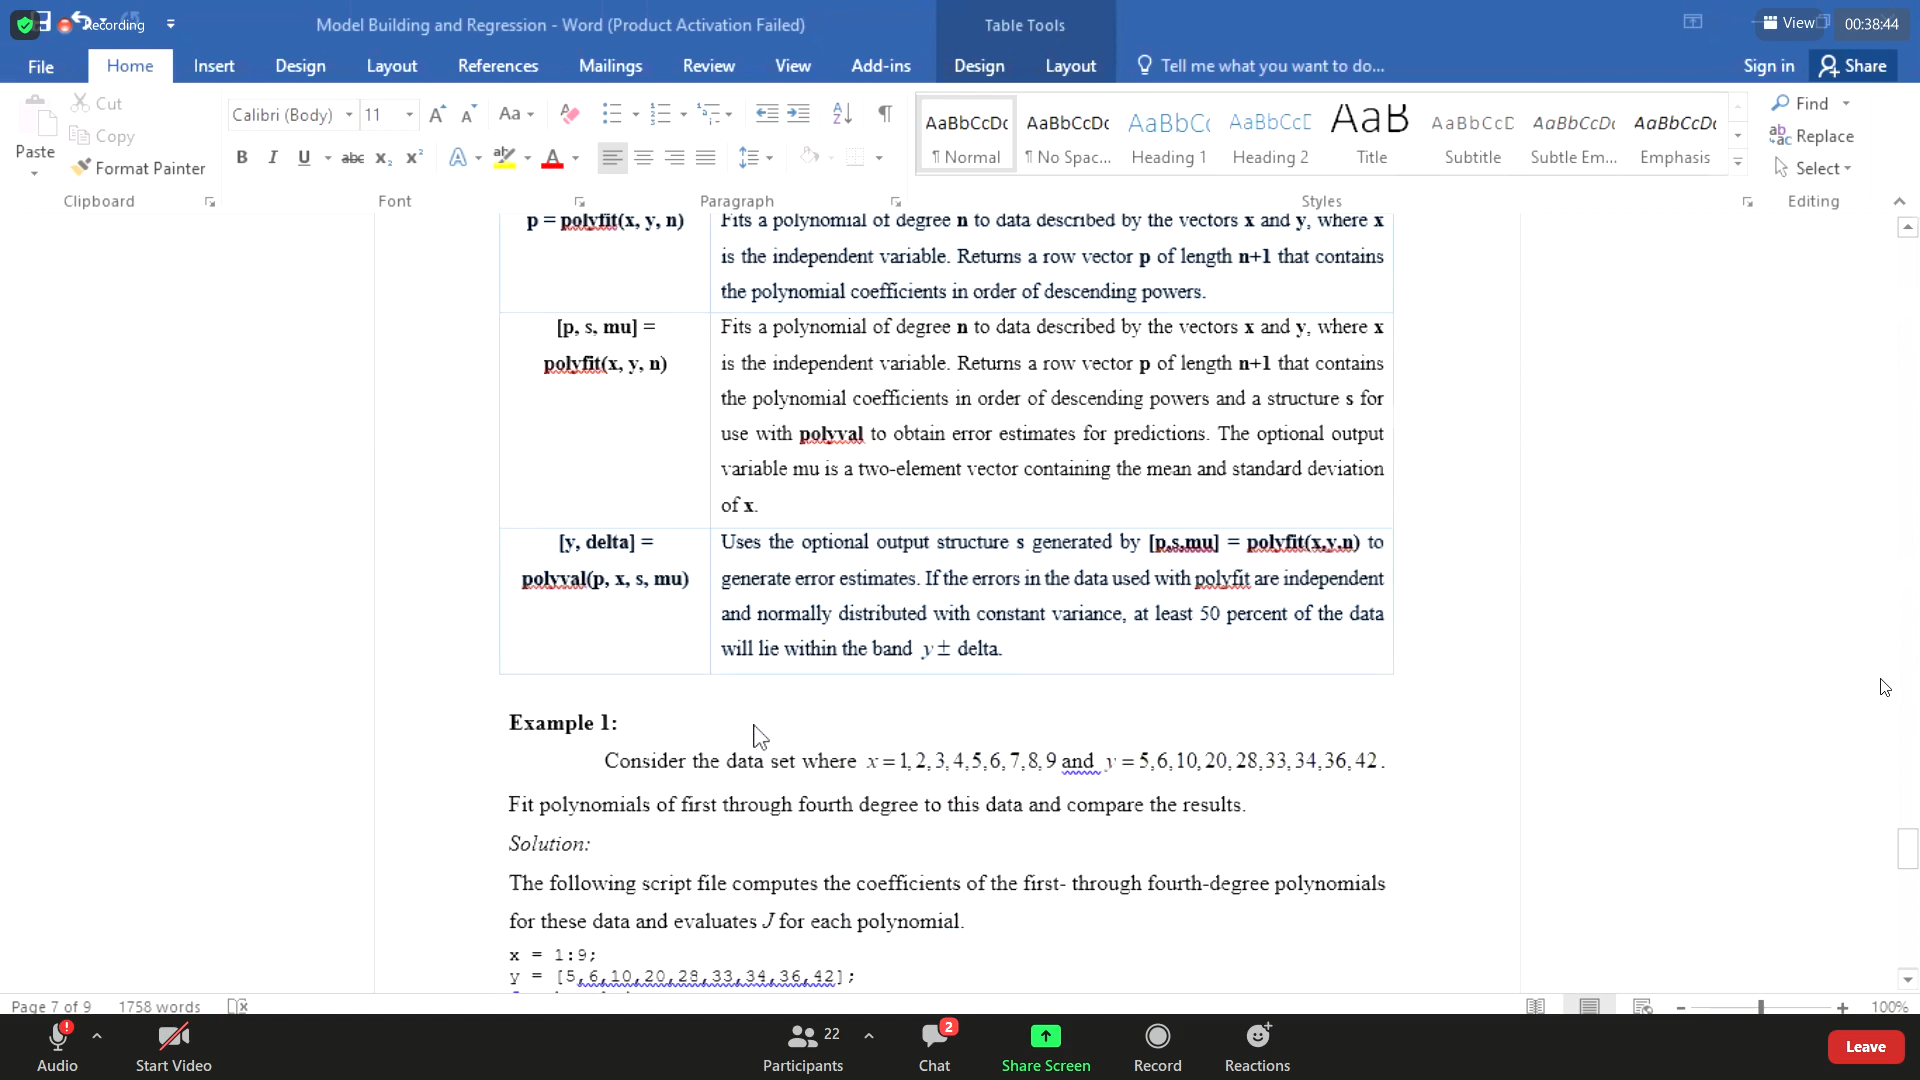 Recording
Model Building and Regression - Word (Product Activation Failed)
Table Tools
View
00:38:44
File
Home
Insert
Design
Layout
References
Mailings
Review
View
Add-ins
Design
Layout
Tell me what you want to do...
Sign in
Share
Paste
Cut
Copy
Format Painter
Clipboard
Calibri (Body)
11
Aa
B I U abc x₂ x²
Font
Paragraph
AaBbCcDc
¶ Normal
AaBbCcDc
¶ No Spac...
AaBbCc
Heading 1
AaBbCcD
Heading 2
AaB
Title
AaBbCcD
Subtitle
AaBbCcDc
Subtle Em...
AaBbCcDc
Emphasis
Styles
Find
Replace
Select
Editing
p = polyfit(x, y, n)
Fits a polynomial of degree n to data described by the vectors x and y, where x
is the independent variable. Returns a row vector p of length n+1 that contains
the polynomial coefficients in order of descending powers.
[p, s, mu] =
polyfit(x, y, n)
Fits a polynomial of degree n to data described by the vectors x and y, where x
is the independent variable. Returns a row vector p of length n+1 that contains
the polynomial coefficients in order of descending powers and a structure s for
use with polyval to obtain error estimates for predictions. The optional output
variable mu is a two-element vector containing the mean and standard deviation
of x.
[y, delta] =
polyval(p, x, s, mu)
Uses the optional output structure s generated by [p,s,mu] = polyfit(x,y,n) to
generate error estimates. If the errors in the data used with polyfit are independent
and normally distributed with constant variance, at least 50 percent of the data
will lie within the band y ± delta.
Example 1:
Consider the data set where x = 1, 2, 3, 4, 5, 6, 7, 8, 9 and y = 5, 6, 10, 20, 28, 33, 34, 36, 42.
Fit polynomials of first through fourth degree to this data and compare the results.
Solution:
The following script file computes the coefficients of the first- through fourth-degree polynomials
for these data and evaluates J for each polynomial.
x = 1:9;
y = [5,6,10,20,28,33,34,36,42];
Page 7 of 9
1758 words
100%
Audio
Start Video
Participants
22
Chat
2
Share Screen
Record
Reactions
Leave